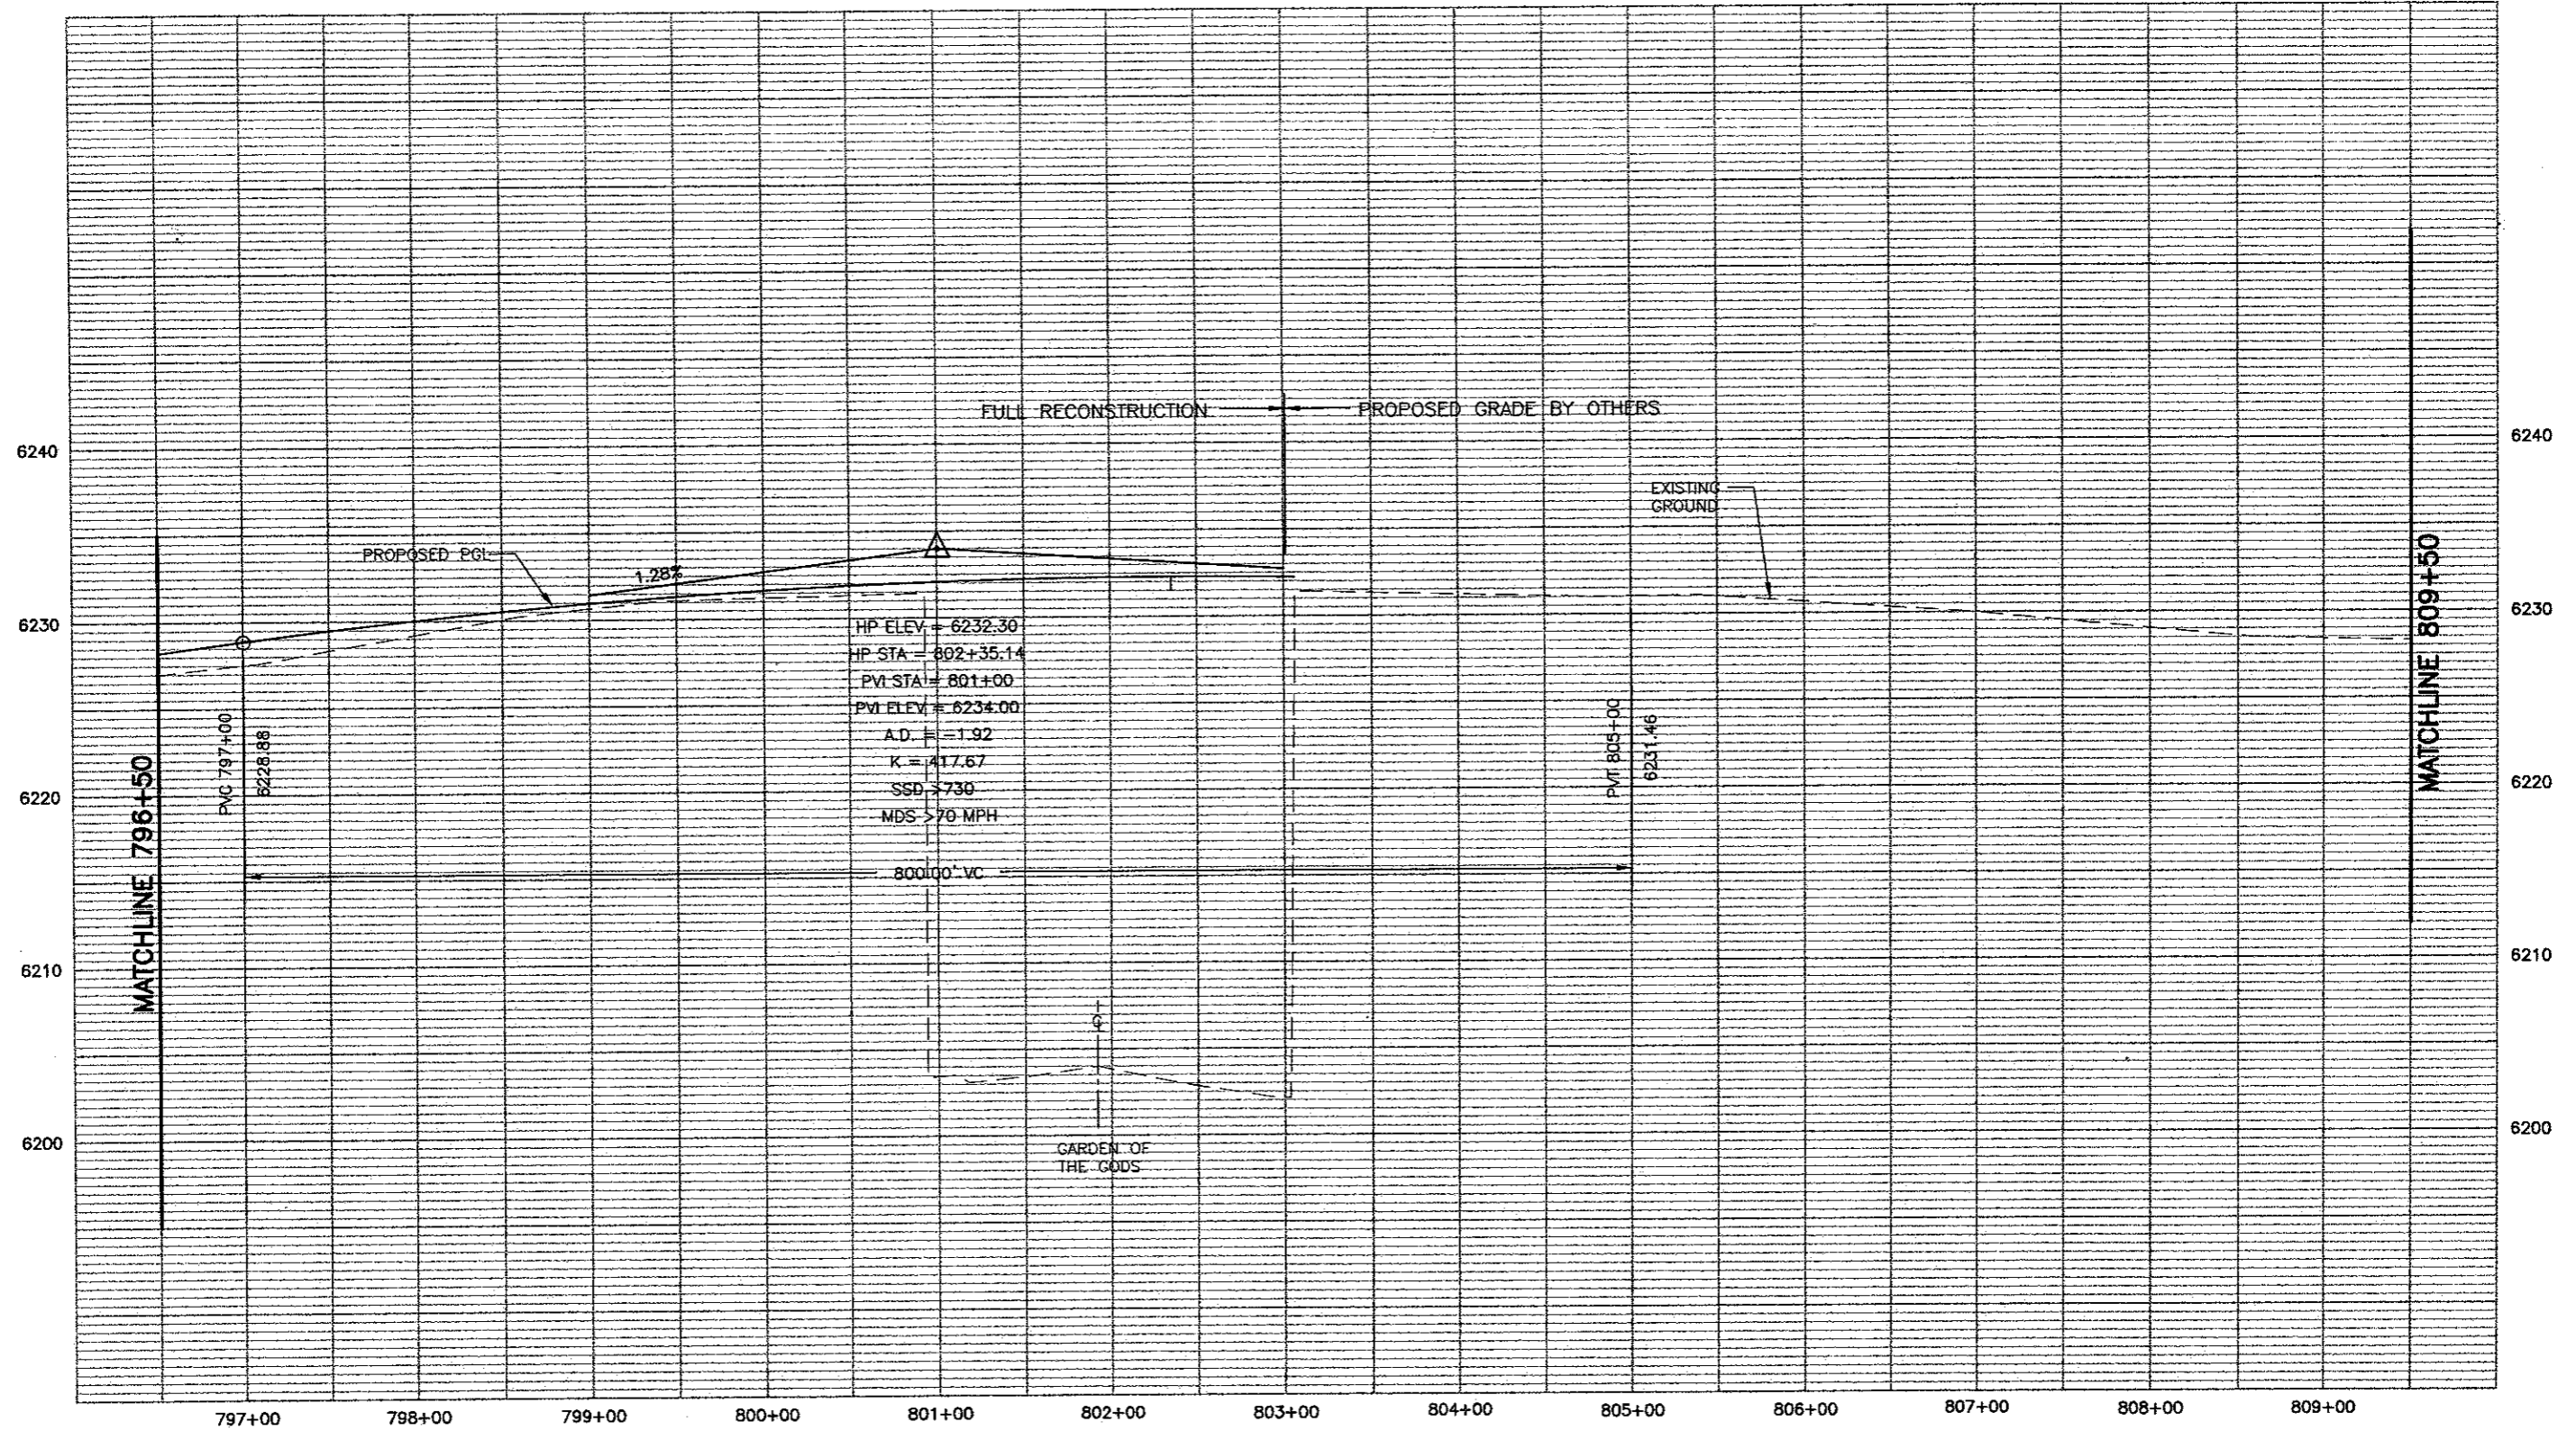 FULL RECONSTRUCTION
PROPOSED GRADE BY OTHERS
6240
6240
EXISTING
GROUND
PROPOSED PGL
1.28%
6230
6230
HP ELEV = 6232.30
HP STA = 802+35.14
PVI STA = 801+00
PVI ELEV = 6234.00
A.D. = -1.92
K = 417.67
SSD >730
MDS >70 MPH
MATCHLINE 796+50
PVC 797+00
6228.88
PVT 805+00
6231.46
MATCHLINE 809+50
6220
6220
800.00' VC
6210
6210
℄
6200
6200
GARDEN OF
THE GODS
797+00
798+00
799+00
800+00
801+00
802+00
803+00
804+00
805+00
806+00
807+00
808+00
809+00